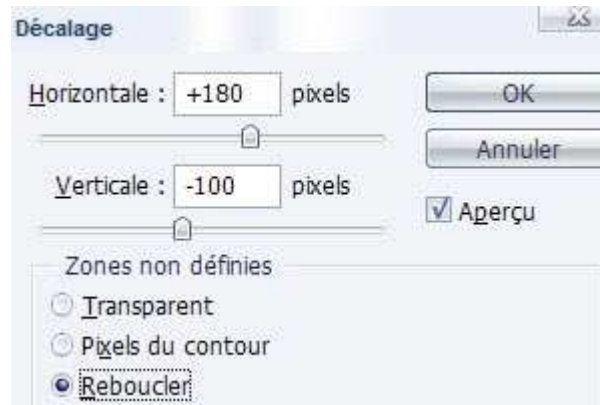 Décalage
Horizontale : +180 pixels
OK
Annuler
Verticale : -100 pixels
Aperçu
Zones non définies
Transparent
Pixels du contour
Reboucler